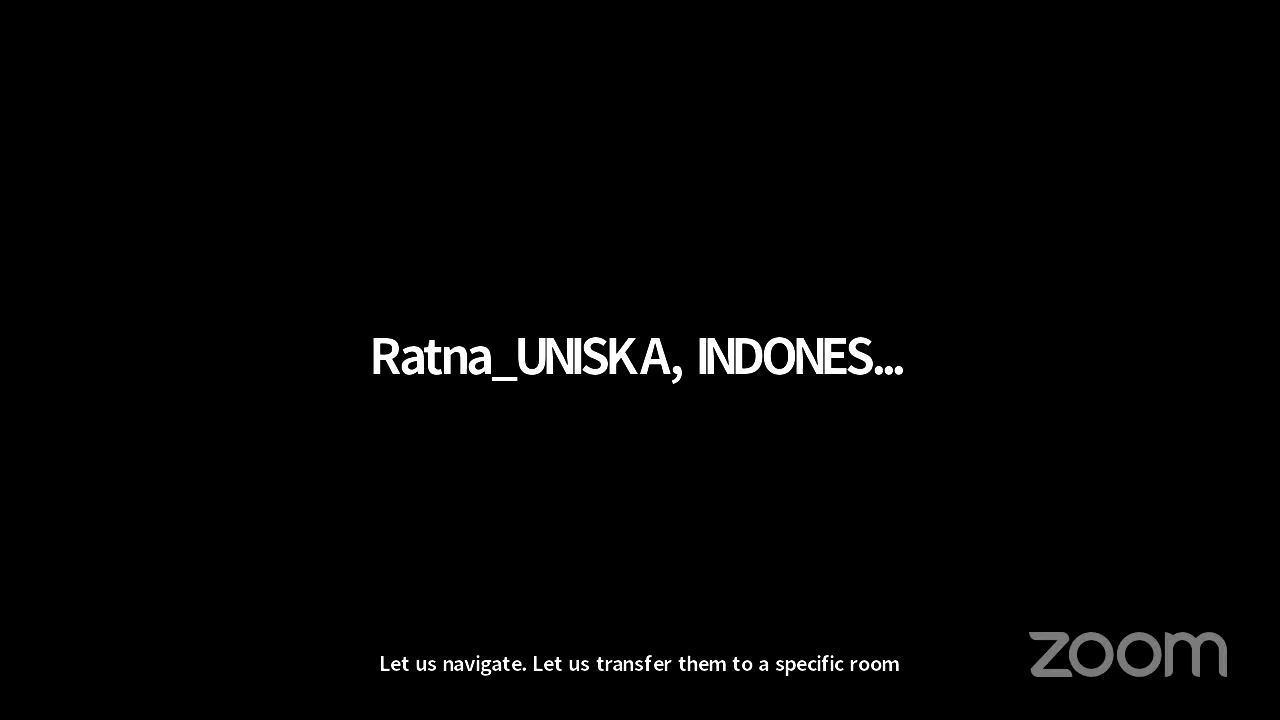 Ratna_UNISKA, INDONES...
Let us navigate. Let us transfer them to a specific room
zoom